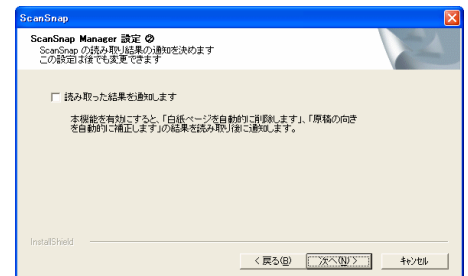 ScanSnap
ScanSnap Manager 設定 ②
ScanSnap の読み取り結果の通知を決めます
この設定は後でも変更できます
読み取った結果を通知します
本機能を有効にすると、「白紙ページを自動的に削除します」、「原稿の向き
を自動的に補正します」の結果を読み取り後に通知します。
InstallShield
< 戻る(B)
次へ(N) >
キャンセル